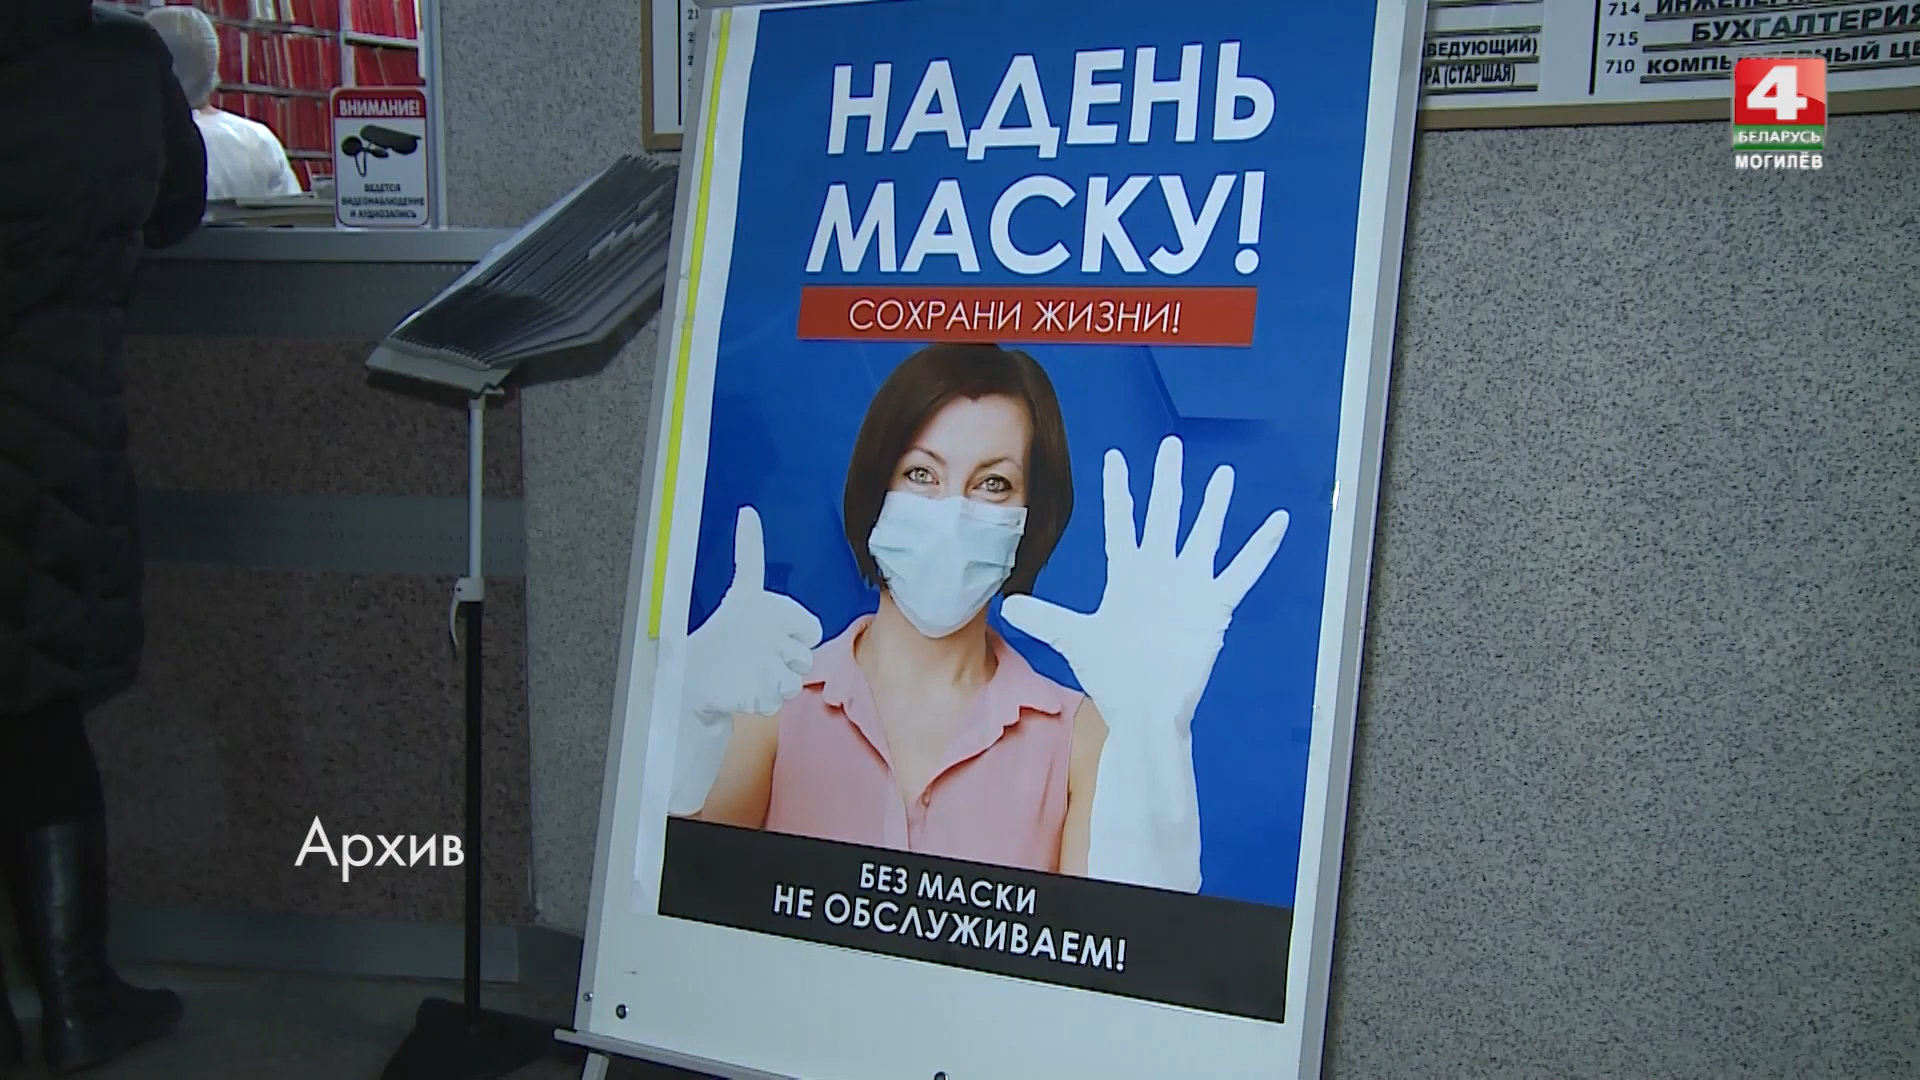 ВНИМАНИЕ!
ВЕДЕТСЯ
ВИДЕОНАБЛЮДЕНИЕ
И АУДИОЗАПИСЬ
НАДЕНЬ
МАСКУ!
СОХРАНИ ЖИЗНИ!
БЕЗ МАСКИ
НЕ ОБСЛУЖИВАЕМ!
714
715 БУХГАЛТЕРИЯ
710
(СТАРШАЯ)
4
БЕЛАРУСЬ
МОГИЛЁВ
Архив